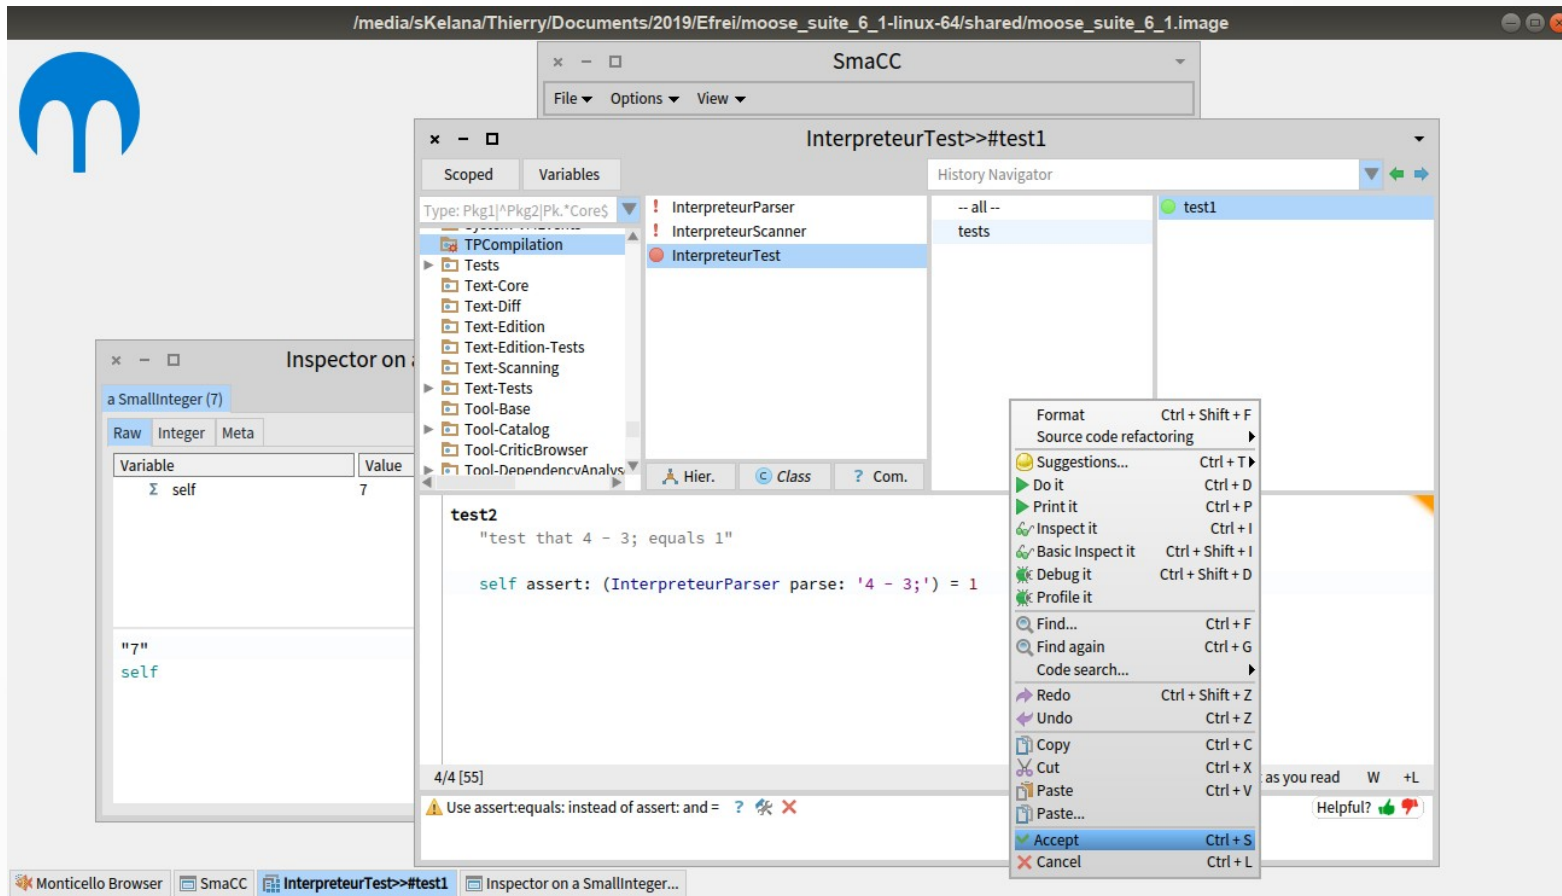 /media/sKelana/Thierry/Documents/2019/Efrei/moose_suite_6_1-linux-64/shared/moose_suite_6_1.image
SmaCC
File Options View
InterpreteurTest>>#test1
Scoped Variables History Navigator
Type: Pkg1|^Pkg2|Pk.*Core$
TPCompilation
Tests
Text-Core
Text-Diff
Text-Edition
Text-Edition-Tests
Text-Scanning
Text-Tests
Tool-Base
Tool-Catalog
Tool-CriticBrowser
Tool-DependencyAnalys
InterpreteurParser
InterpreteurScanner
InterpreteurTest
Hier. Class ? Com.
-- all --
tests
test1
Inspector on a
a SmallInteger (7)
Raw Integer Meta
Variable Value
Σ self 7
"7"
self
test2
"test that 4 - 3; equals 1"
self assert: (InterpreteurParser parse: '4 - 3;') = 1
4/4 [55] as you read W +L
Use assert:equals: instead of assert: and = ? Helpful?
Format Ctrl + Shift + F
Source code refactoring
Suggestions... Ctrl + T
Do it Ctrl + D
Print it Ctrl + P
Inspect it Ctrl + I
Basic Inspect it Ctrl + Shift + I
Debug it Ctrl + Shift + D
Profile it
Find... Ctrl + F
Find again Ctrl + G
Code search...
Redo Ctrl + Shift + Z
Undo Ctrl + Z
Copy Ctrl + C
Cut Ctrl + X
Paste Ctrl + V
Paste...
Accept Ctrl + S
Cancel Ctrl + L
Monticello Browser SmaCC InterpreteurTest>>#test1 Inspector on a SmallInteger...